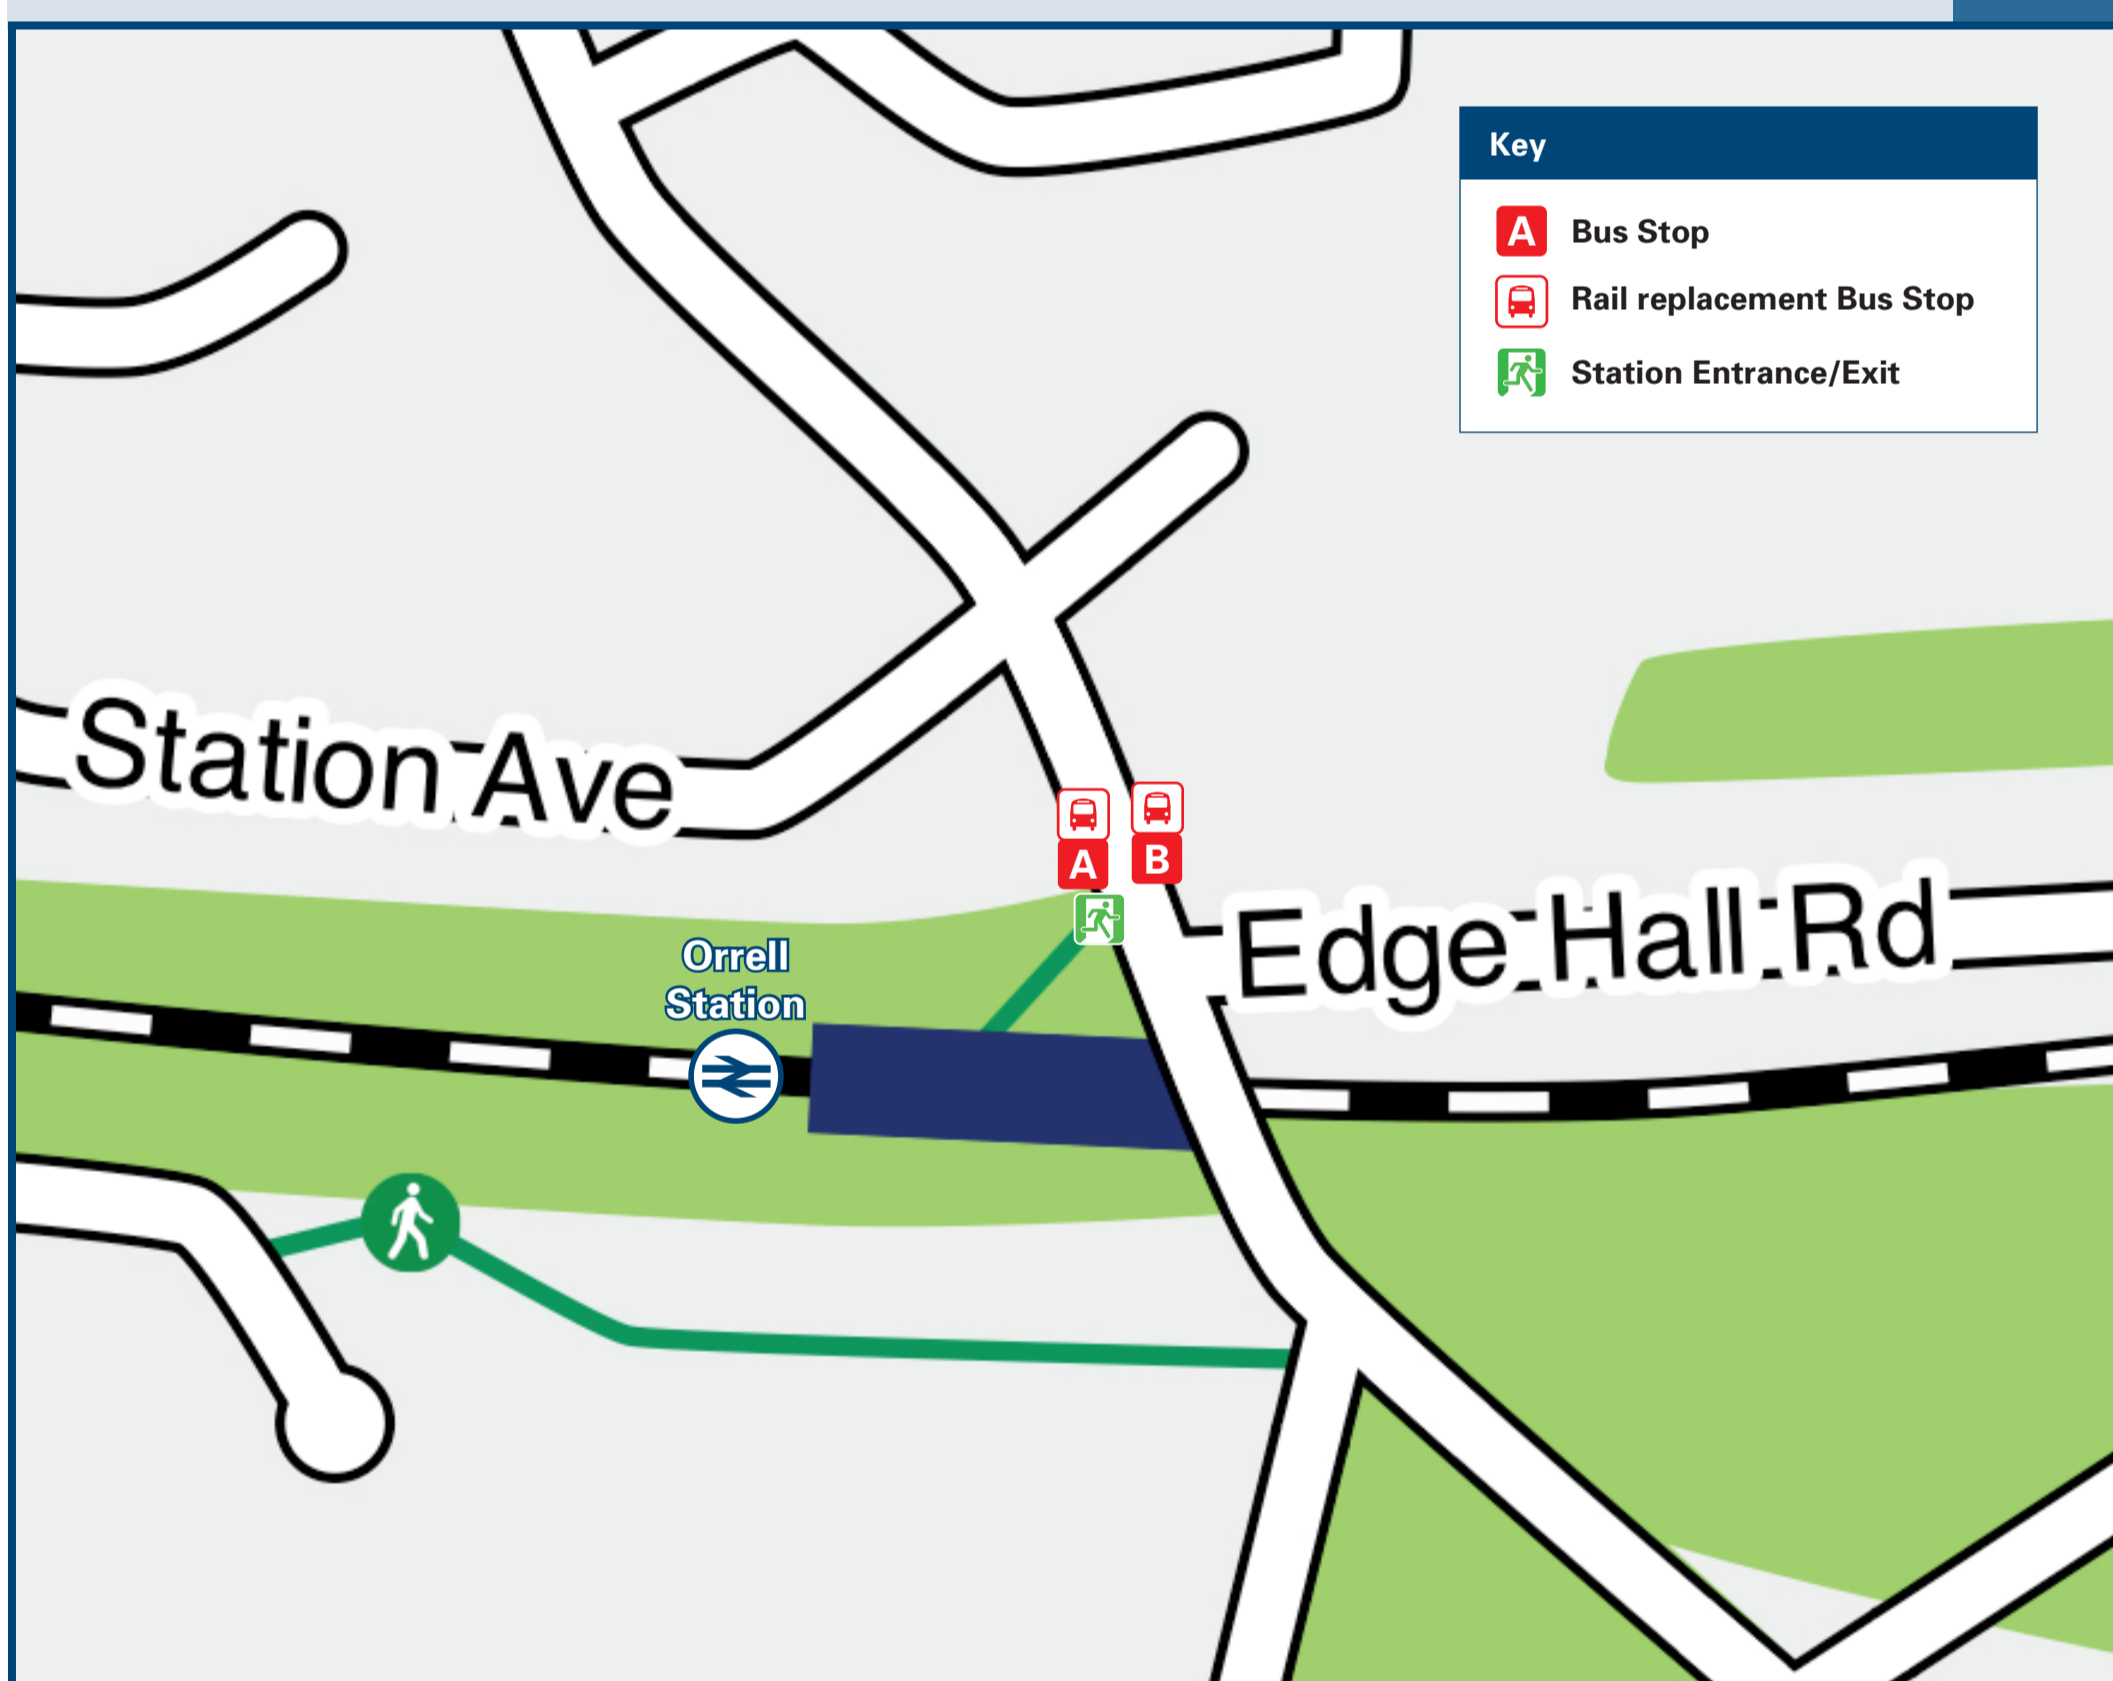 Key
A Bus Stop
Rail replacement Bus Stop
Station Entrance/Exit
Station Ave
A
B
Edge Hall Rd
Orrell
Station